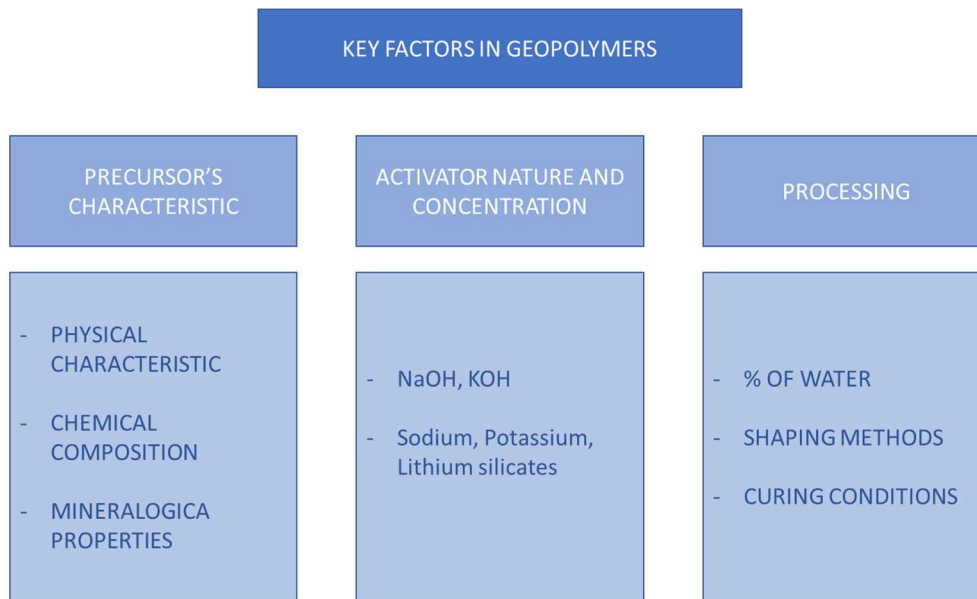 KEY FACTORS IN GEOPOLYMERS
PRECURSOR'S
CHARACTERISTIC
- PHYSICAL
CHARACTERISTIC
- CHEMICAL
COMPOSITION
- MINERALOGICA
PROPERTIES
ACTIVATOR NATURE AND
CONCENTRATION
- NaOH, KOH
- Sodium, Potassium,
Lithium silicates
PROCESSING
- % OF WATER
- SHAPING METHODS
- CURING CONDITIONS